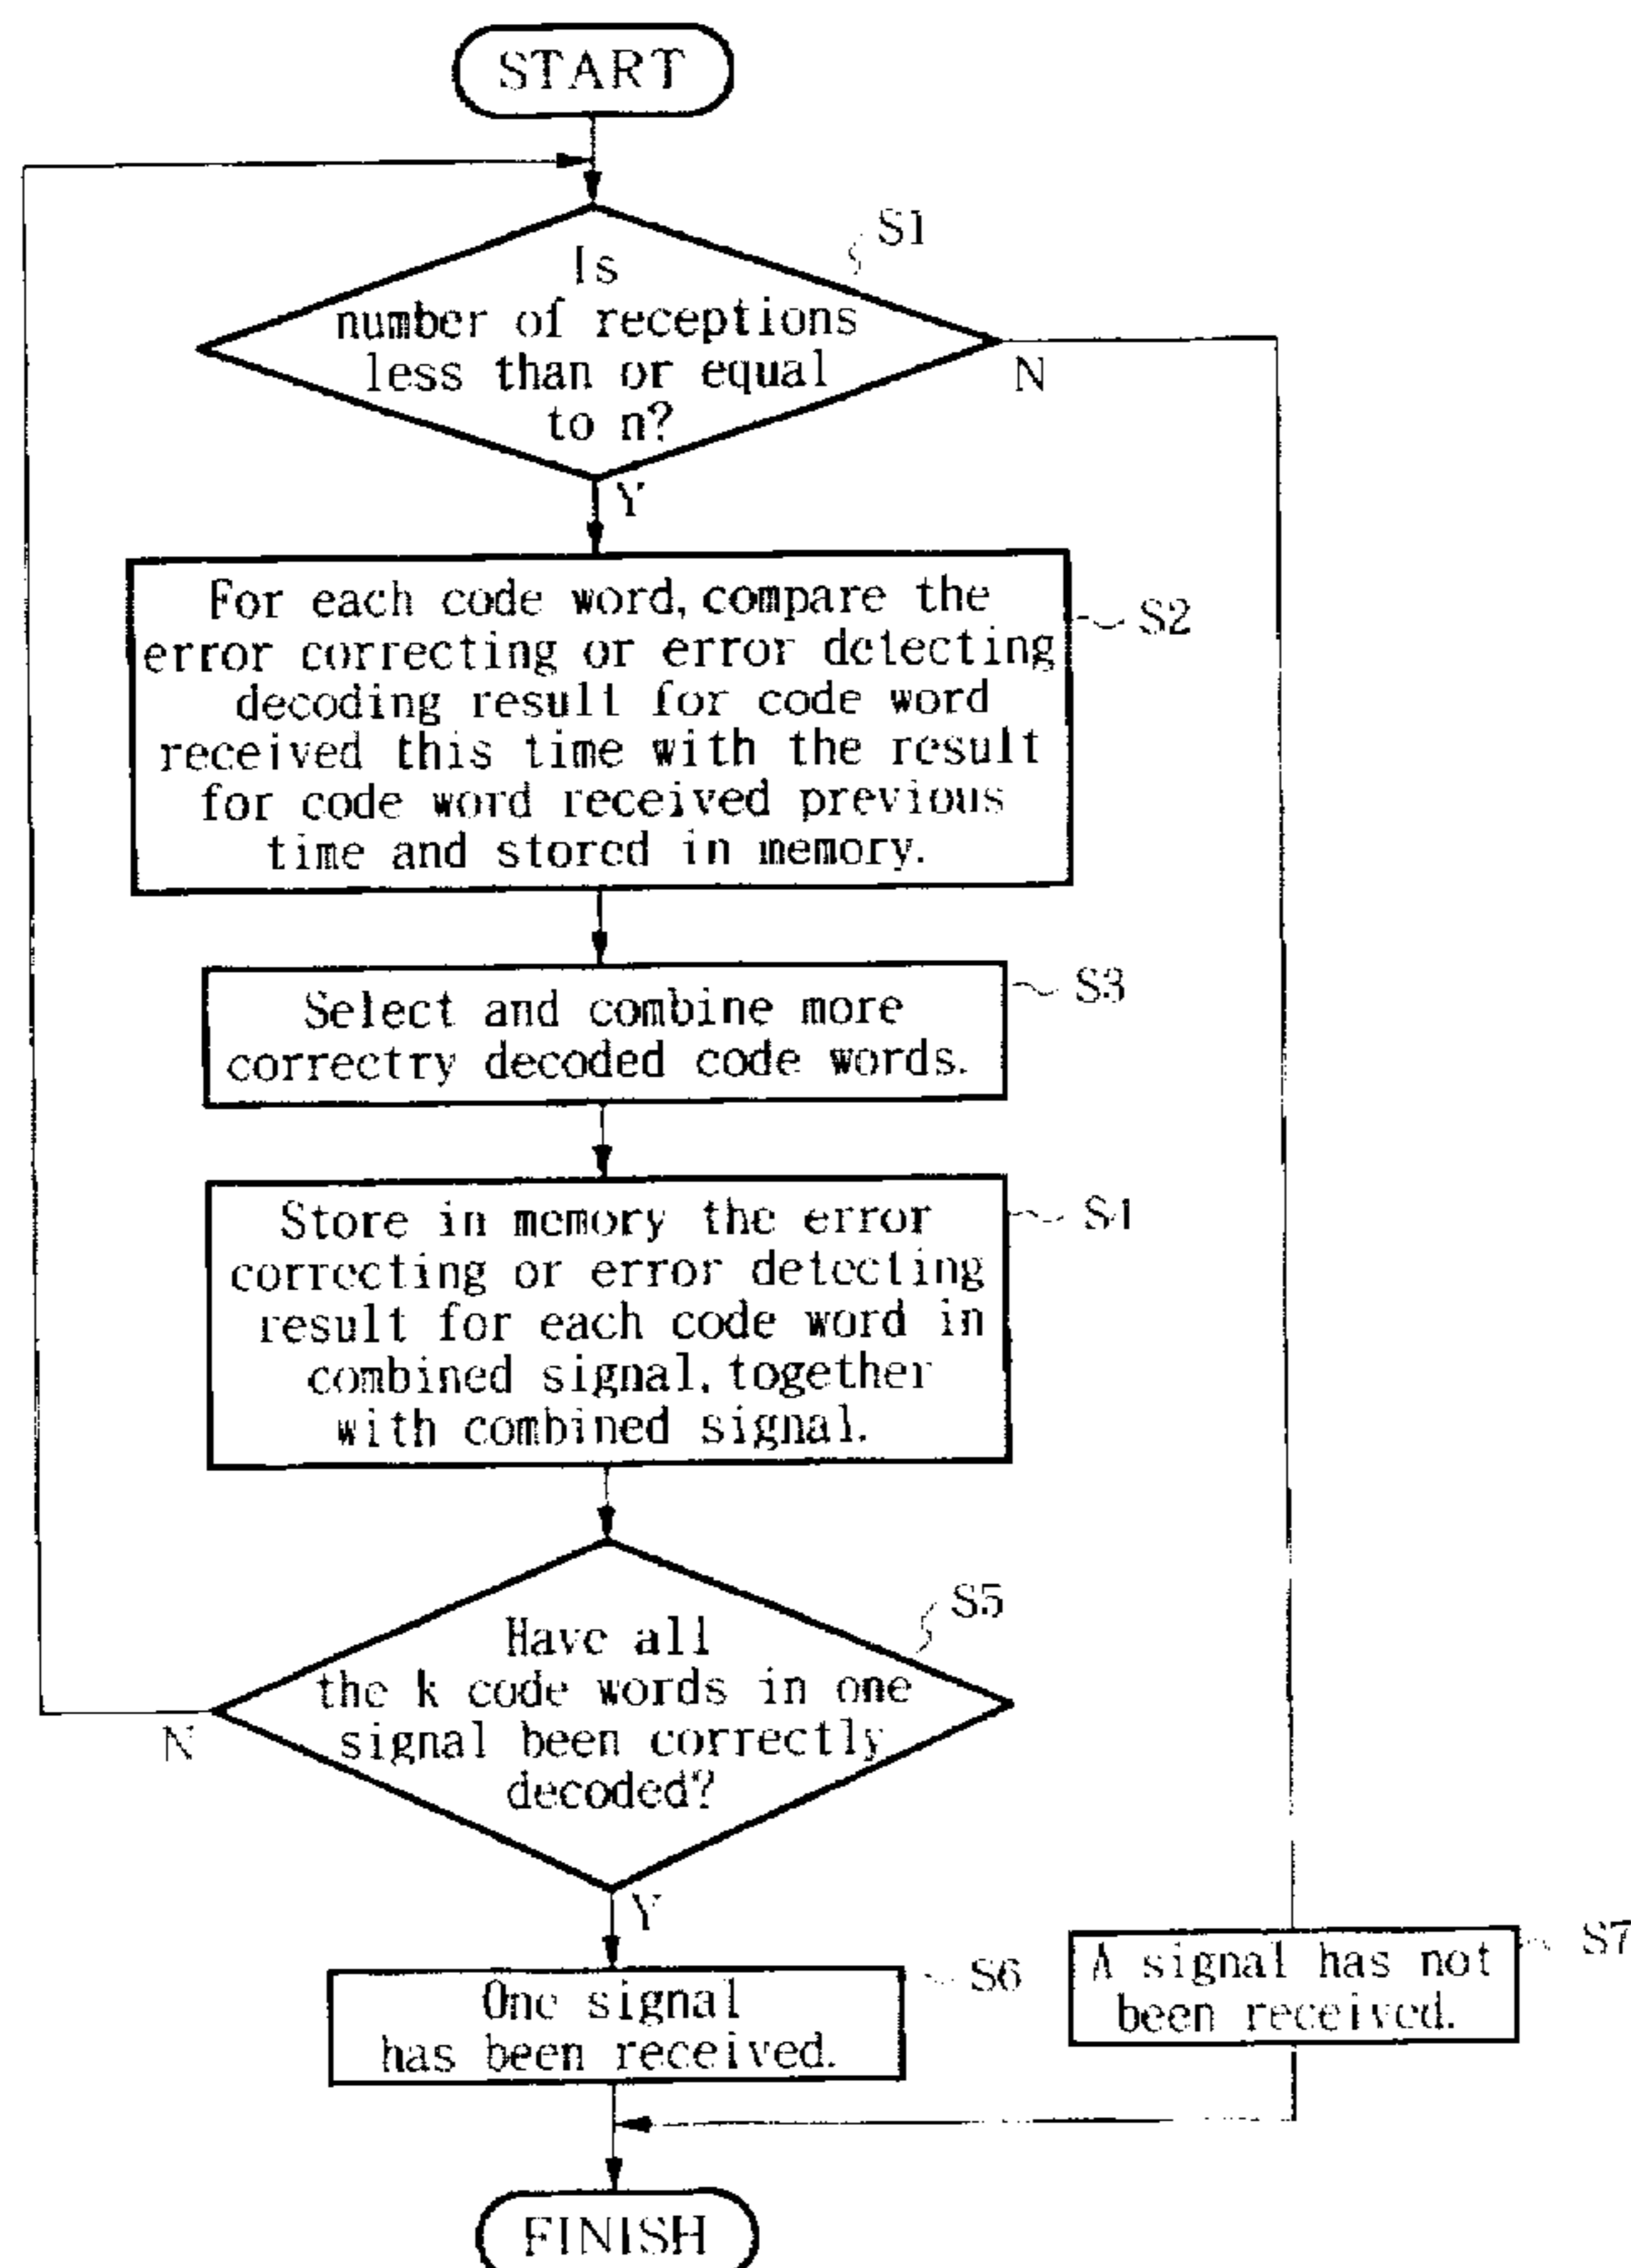 START
S1
Is
number of receptions
less than or equal
to n?
N
Y
For each code word, compare the
error correcting or error detecting
decoding result for code word
received this time with the result
for code word received previous
time and stored in memory.
S2
Select and combine more
correctry decoded code words.
S3
Store in memory the error
correcting or error detecting
result for each code word in
combined signal, together
with combined signal.
S4
S5
Have all
the k code words in one
signal been correctly
decoded?
N
Y
One signal
has been received.
S6
A signal has not
been received.
S7
FINISH